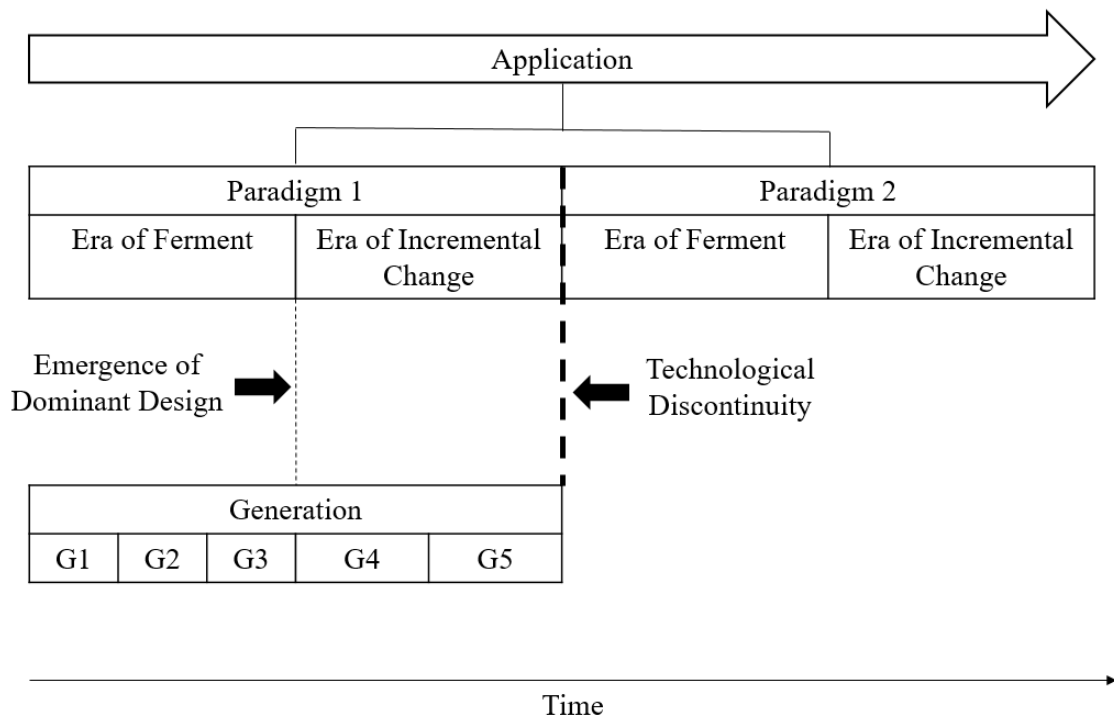 Application
Paradigm 1
Paradigm 2
Era of Ferment
Era of Incremental
Change
Era of Ferment
Era of Incremental
Change
Emergence of
Dominant Design
Technological
Discontinuity
Generation
G1
G2
G3
G4
G5
Time